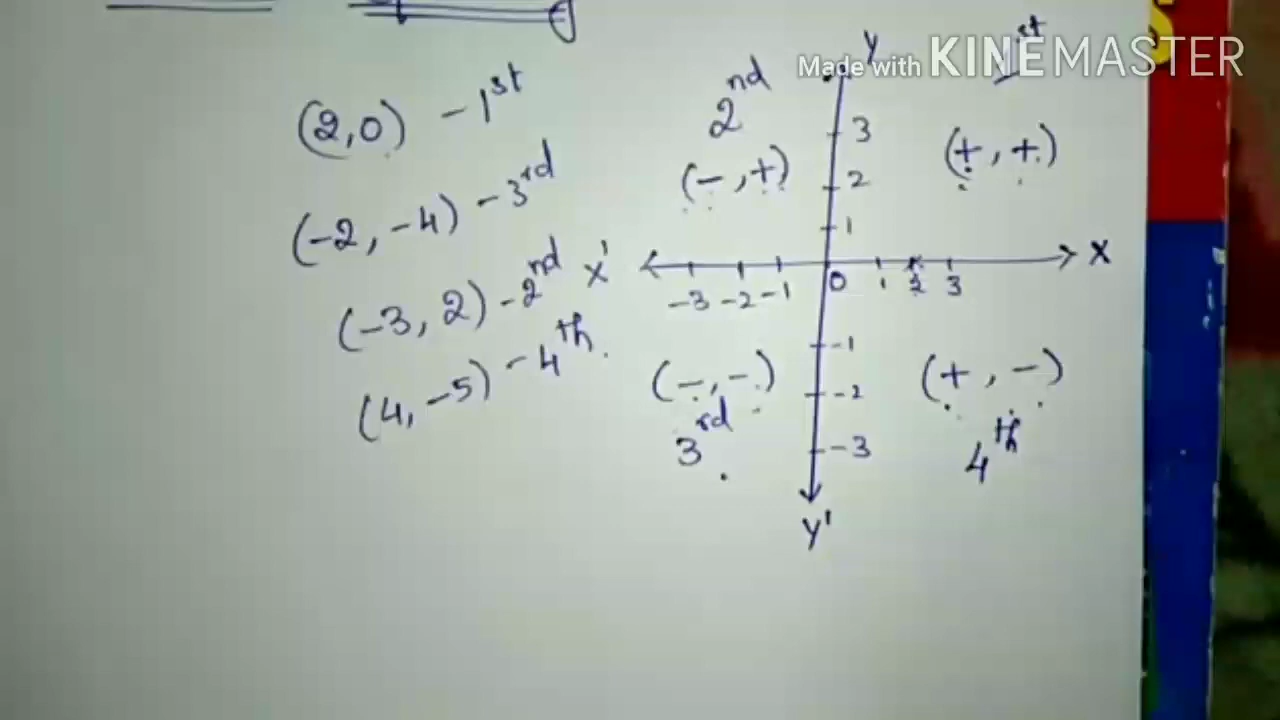 Made with KINEMASTER
(2,0) - 1st
(-2, -4) - 3rd
(-3, 2) - 2nd
(4, -5) - 4th.
2nd
(-, +)
Y
1st
(+, +)
3
2
1
X'
-3 -2 -1 0 1 2 3
X
-1
-2
-3
(-, -)
3rd
(+, -)
4th
Y'
S